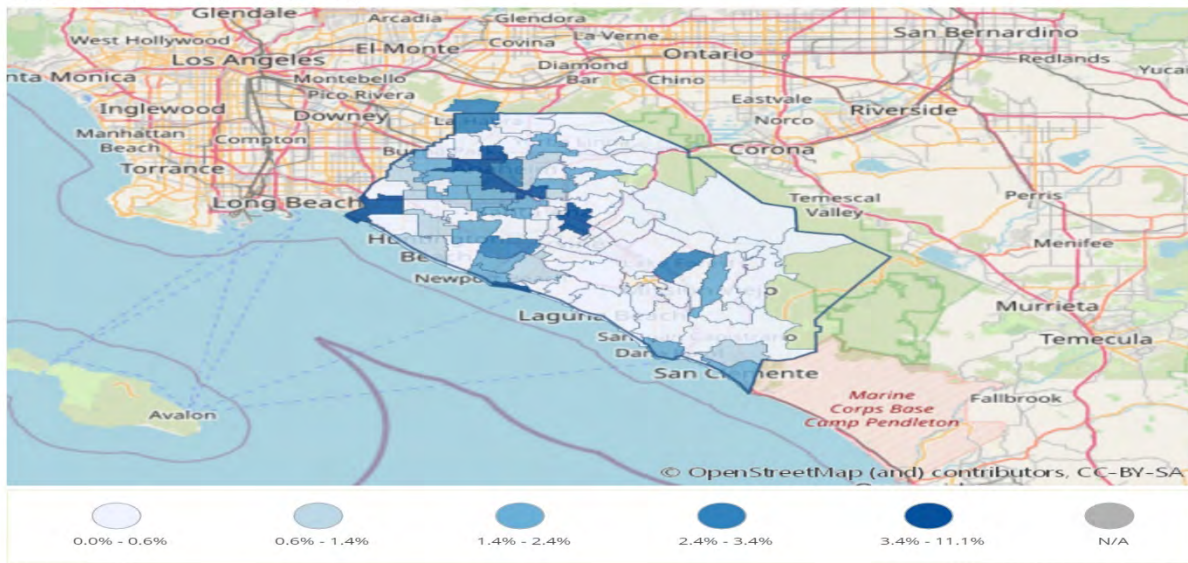 Glendale
Arcadia
Glendora
San Bernardino
West Hollywood
La Verne
El Monte
Covina
Ontario
Los Angeles
Redlands
Diamond
Bar
nta Monica
Montebello
Chino
Yucai
Pico Rivera
Inglewood
Downey
Eastvale
Riverside
Norco
La Habra
Manhattan
Beach
Compton
Corona
Torrance
Temescal
Valley
Perris
Long Beach
Menifee
Newpo
Murrieta
Laguna Beach
Temecula
San Clemente
Marine
Corps Base
Camp Pendleton
Fallbrook
Avalon
© OpenStreetMap (and) contributors, CC-BY-SA
0.0% - 0.6%
0.6% - 1.4%
1.4% - 2.4%
2.4% - 3.4%
3.4% - 11.1%
N/A